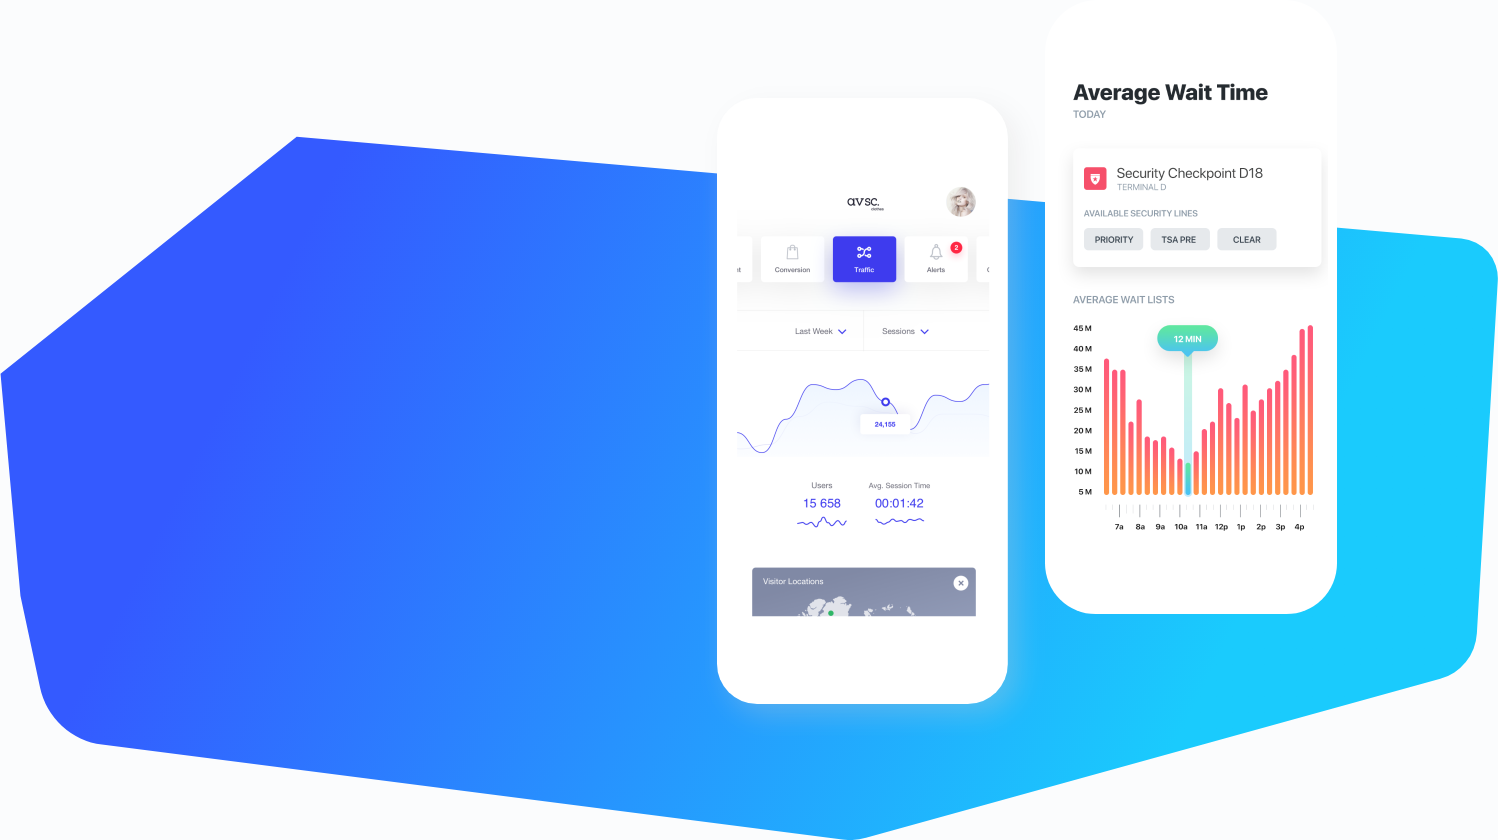 avsc.
clothes
Conversion
Traffic
Alerts
2
Last Week
Sessions
24,155
Users
Avg. Session Time
15 658
00:01:42
Visitor Locations
Average Wait Time
TODAY
Security Checkpoint D18
TERMINAL D
AVAILABLE SECURITY LINES
PRIORITY TSA PRE CLEAR
AVERAGE WAIT LISTS
45 M
12 MIN
40 M
35 M
30 M
25 M
20 M
15 M
10 M
5 M
7a 8a 9a 10a 11a 12p 1p 2p 3p 4p